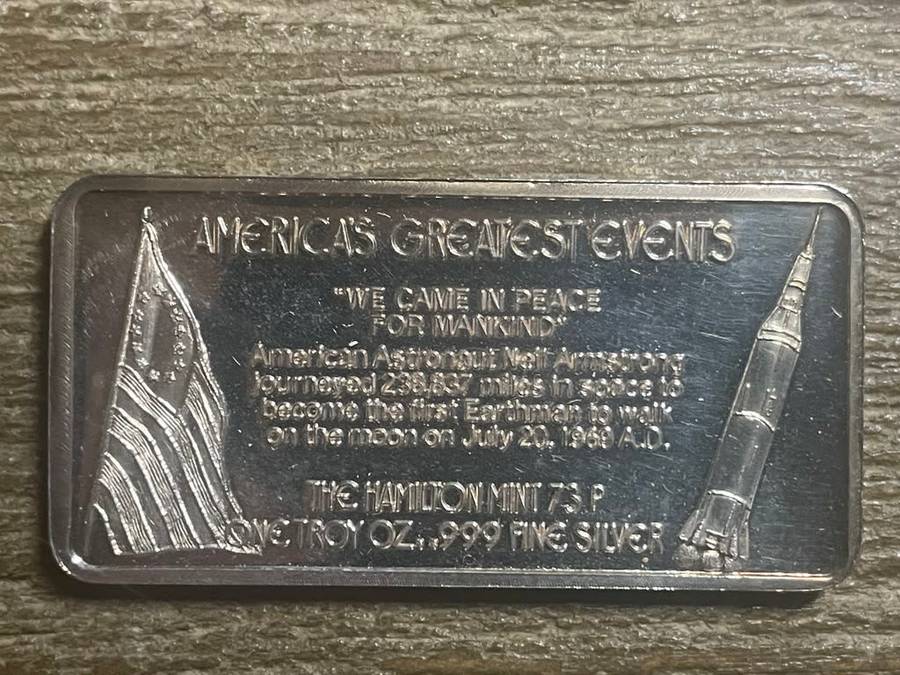 AMERICA'S GREATEST EVENTS
"WE CAME IN PEACE
FOR MANKIND"
American Astronaut Neil Armstrong
journeyed 238,857 miles in space to
become the first Earthman to walk
on the moon on July 20, 1969 A.D.
THE HAMILTON MINT 73 P
ONE TROY OZ. .999 FINE SILVER